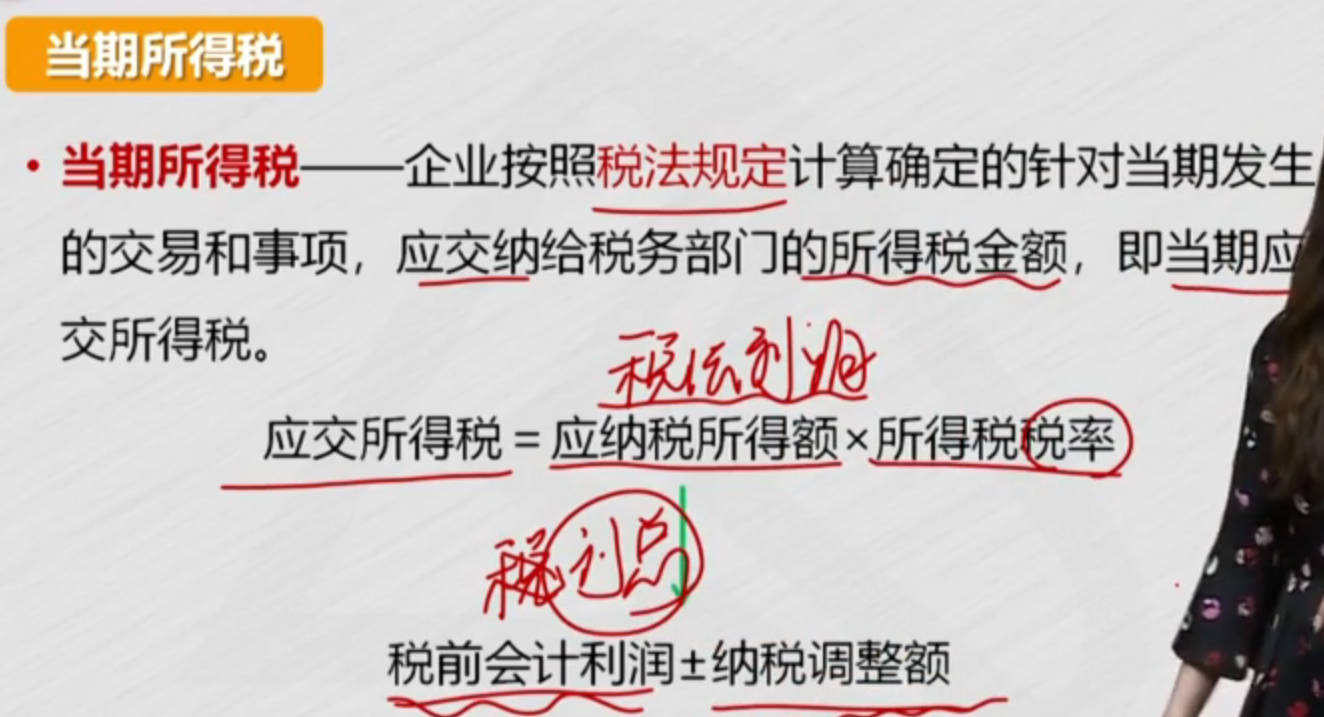 当期所得税
• 当期所得税——企业按照税法规定计算确定的针对当期发生
的交易和事项，应交纳给税务部门的所得税金额，即当期应
交所得税。
税法利润
应交所得税＝应纳税所得额×所得税税率
利总
税前会计利润±纳税调整额